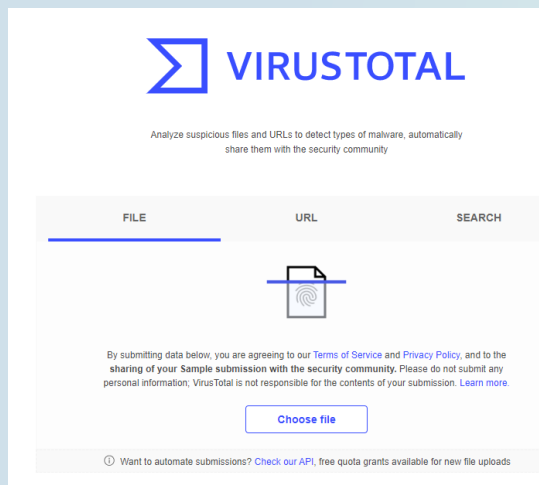 VIRUSTOTAL
Analyze suspicious files and URLs to detect types of malware, automatically
share them with the security community
FILE URL SEARCH
By submitting data below, you are agreeing to our Terms of Service and Privacy Policy, and to the
sharing of your Sample submission with the security community. Please do not submit any
personal information; VirusTotal is not responsible for the contents of your submission. Learn more.
Choose file
Want to automate submissions? Check our API, free quota grants available for new file uploads